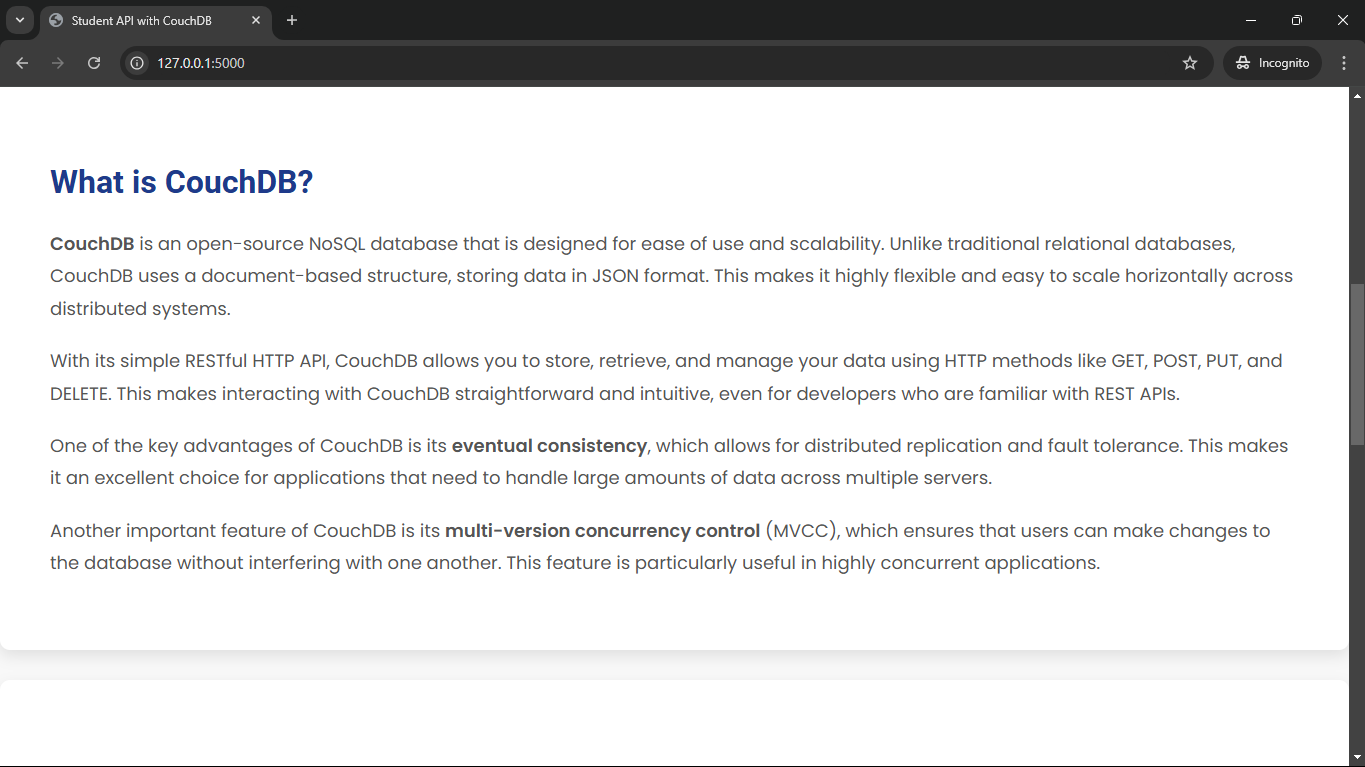 Student API with CouchDB
127.0.0.1:5000
Incognito
What is CouchDB?
CouchDB is an open-source NoSQL database that is designed for ease of use and scalability. Unlike traditional relational databases,
CouchDB uses a document-based structure, storing data in JSON format. This makes it highly flexible and easy to scale horizontally across
distributed systems.
With its simple RESTful HTTP API, CouchDB allows you to store, retrieve, and manage your data using HTTP methods like GET, POST, PUT, and
DELETE. This makes interacting with CouchDB straightforward and intuitive, even for developers who are familiar with REST APIs.
One of the key advantages of CouchDB is its eventual consistency, which allows for distributed replication and fault tolerance. This makes
it an excellent choice for applications that need to handle large amounts of data across multiple servers.
Another important feature of CouchDB is its multi-version concurrency control (MVCC), which ensures that users can make changes to
the database without interfering with one another. This feature is particularly useful in highly concurrent applications.